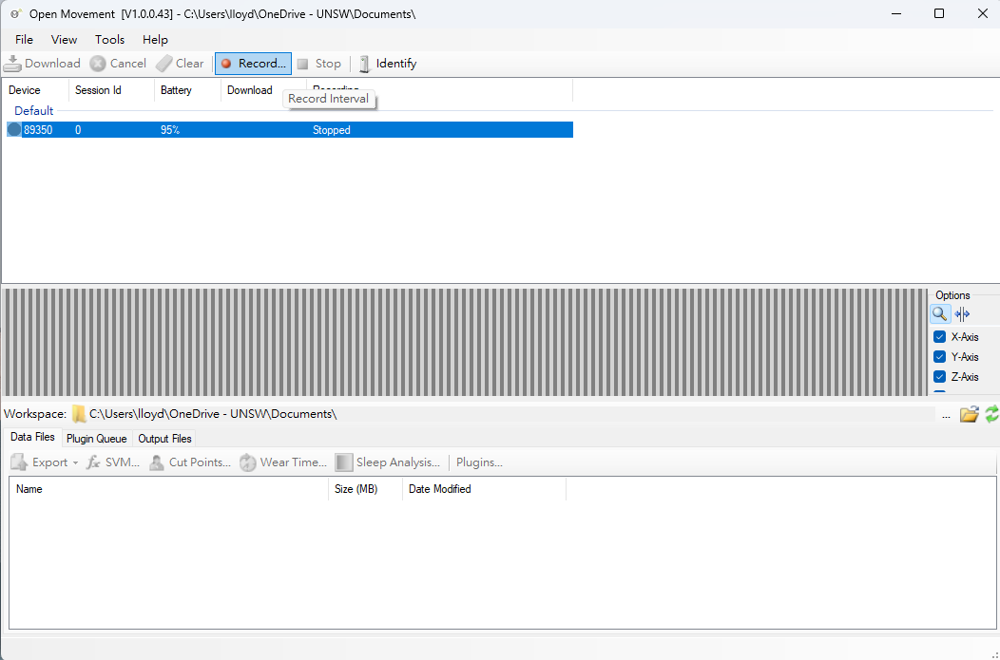 Open Movement [V1.0.0.43] - C:\Users\lloyd\OneDrive - UNSW\Documents\
File View Tools Help
Download Cancel Clear Record... Stop Identify
Device Session Id Battery Download Recording
Record Interval
Default
89350 0 95% Stopped
Options
X-Axis
Y-Axis
Z-Axis
Workspace: C:\Users\lloyd\OneDrive - UNSW\Documents\ ...
Data Files Plugin Queue Output Files
Export fx SVM... Cut Points... Wear Time... Sleep Analysis... Plugins...
Name Size (MB) Date Modified